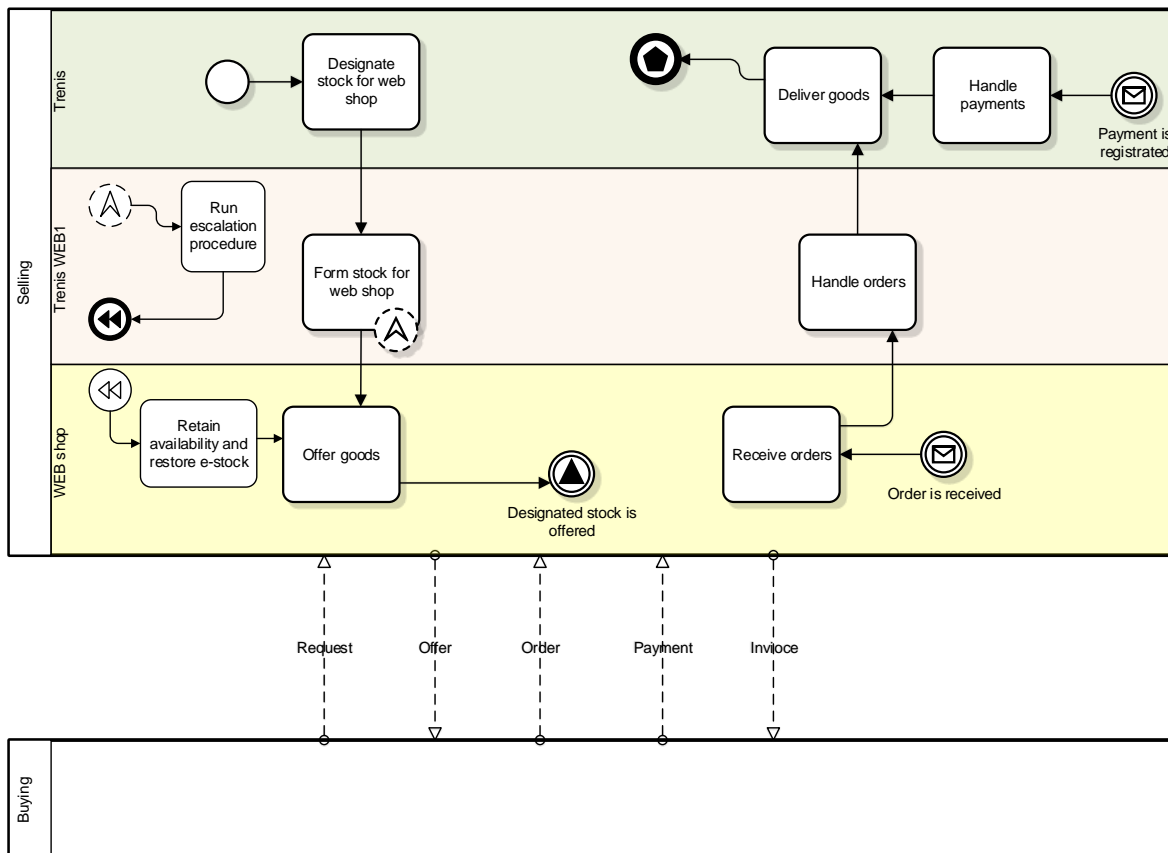 Selling
Trenis
Designate
stock for web
shop
Deliver goods
Handle
payments
Payment is
registrated
Trenis WEB1
Run
escalation
procedure
Form stock for
web shop
Handle orders
WEB shop
Retain
availability and
restore e-stock
Offer goods
Designated stock is
offered
Receive orders
Order is received
Request
Offer
Order
Payment
Invioce
Buying